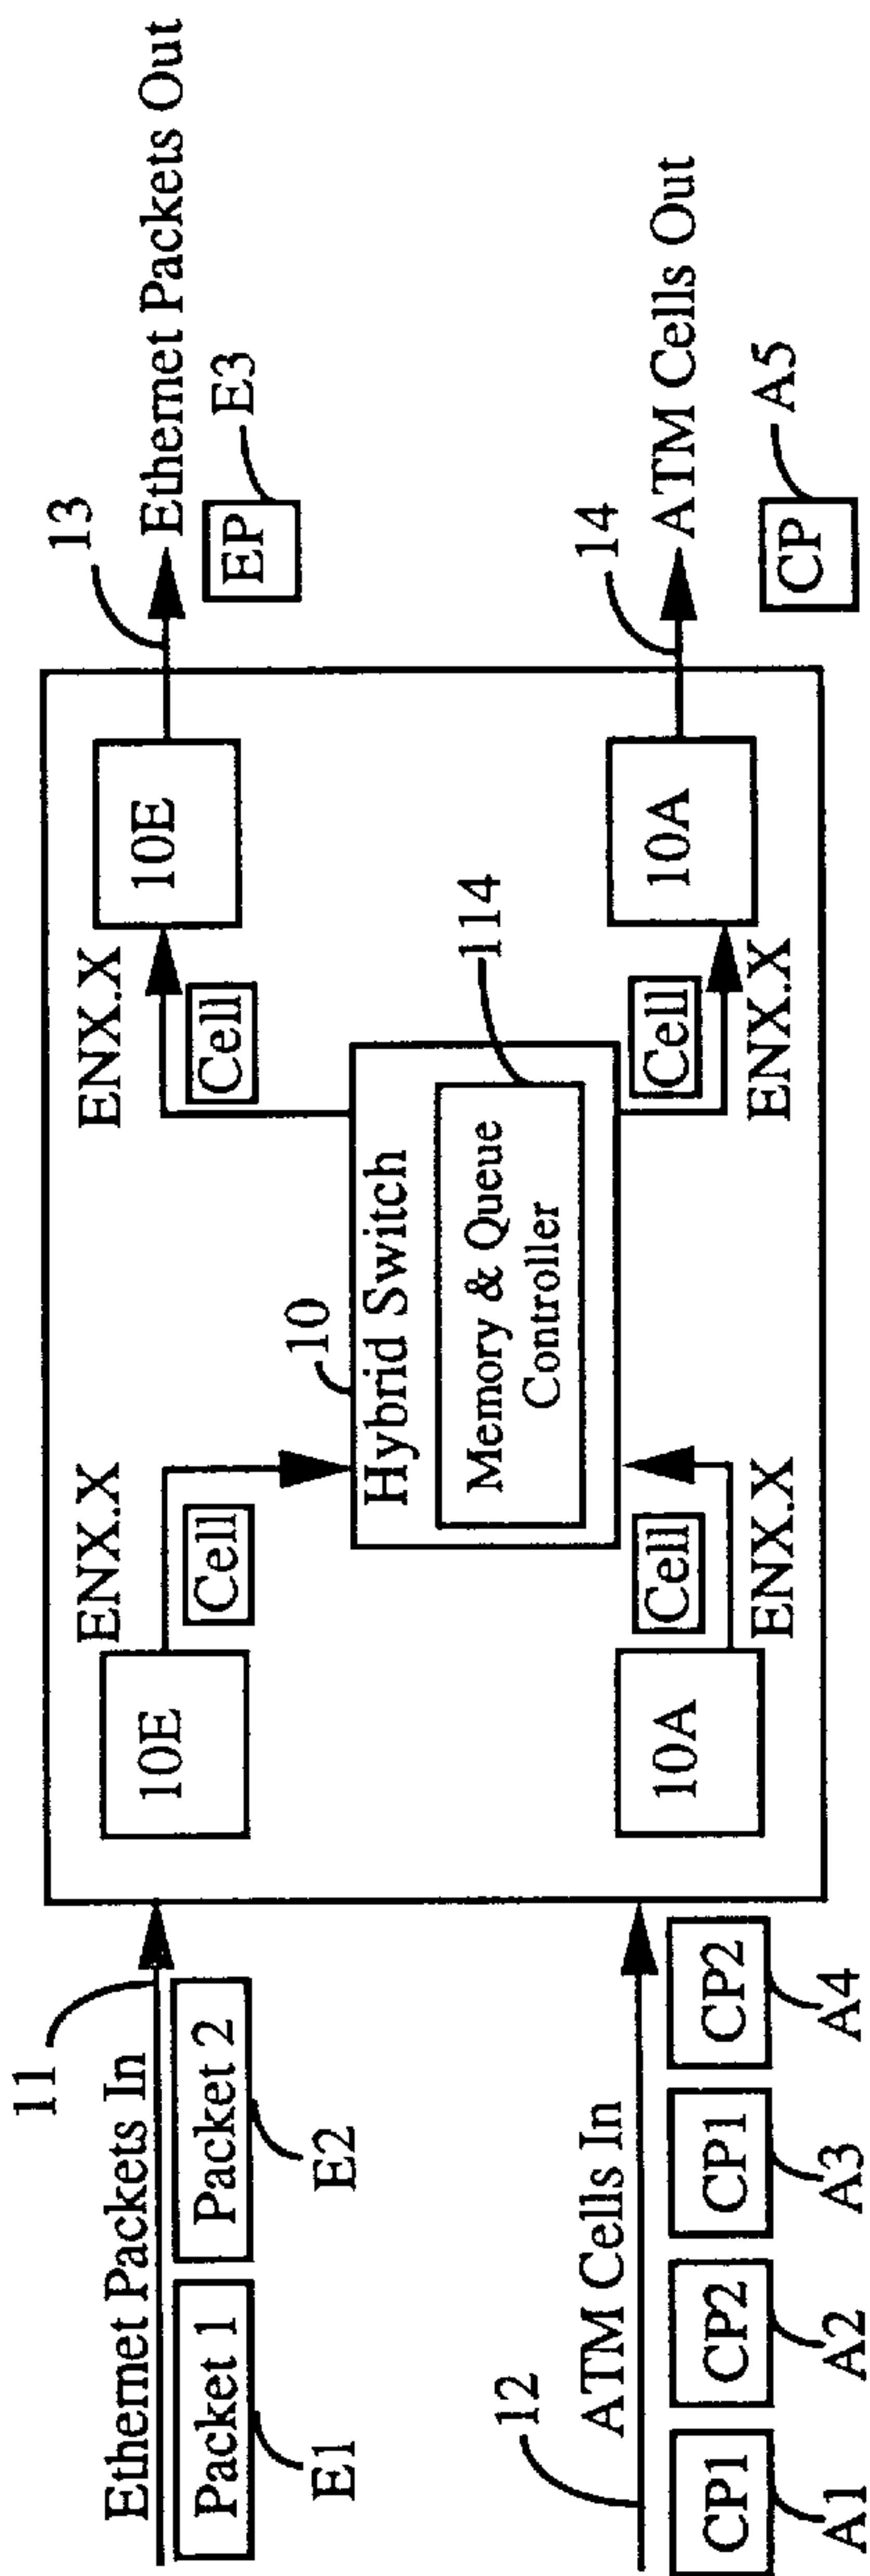 11
Ethernet Packets In
Packet 1
Packet 2
E1
E2
12
ATM Cells In
CP1
CP2
CP1
CP2
A1
A2
A3
A4
10E
ENX.X
Cell
10A
Cell
ENX.X
10
Hybrid Switch
Memory & Queue
Controller
114
ENX.X
Cell
10E
Cell
ENX.X
10A
13
Ethernet Packets Out
EP
E3
14
ATM Cells Out
CP
A5